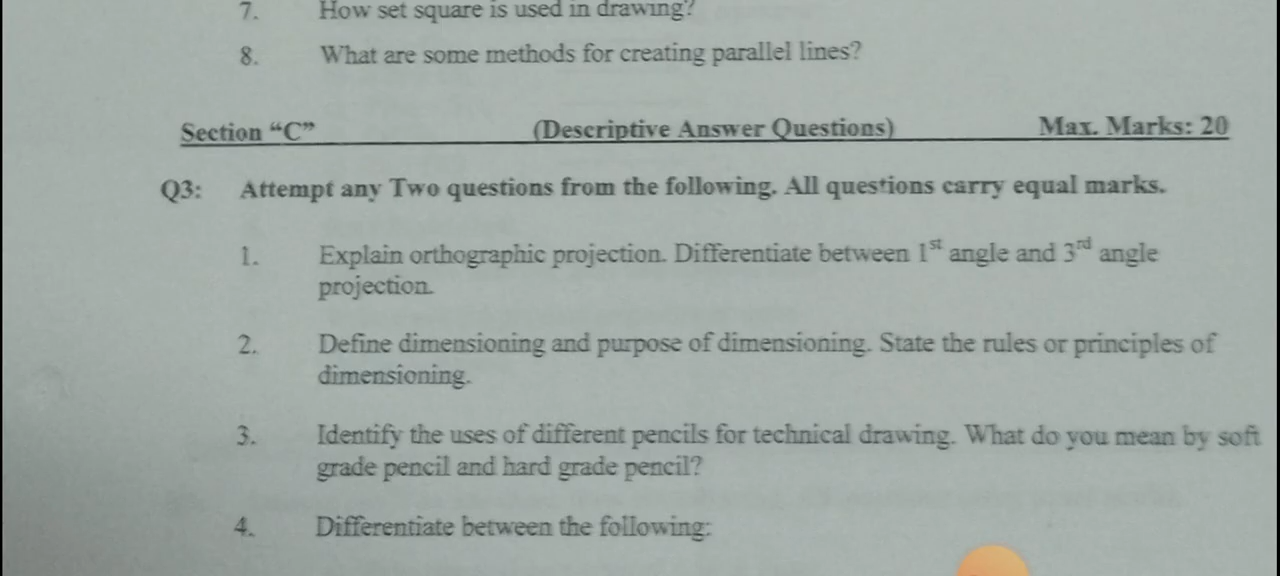 7. How set square is used in drawing?
8. What are some methods for creating parallel lines?
Section “C” (Descriptive Answer Questions) Max. Marks: 20
Q3: Attempt any Two questions from the following. All questions carry equal marks.
1. Explain orthographic projection. Differentiate between 1st angle and 3rd angle
projection.
2. Define dimensioning and purpose of dimensioning. State the rules or principles of
dimensioning.
3. Identify the uses of different pencils for technical drawing. What do you mean by soft
grade pencil and hard grade pencil?
4. Differentiate between the following: